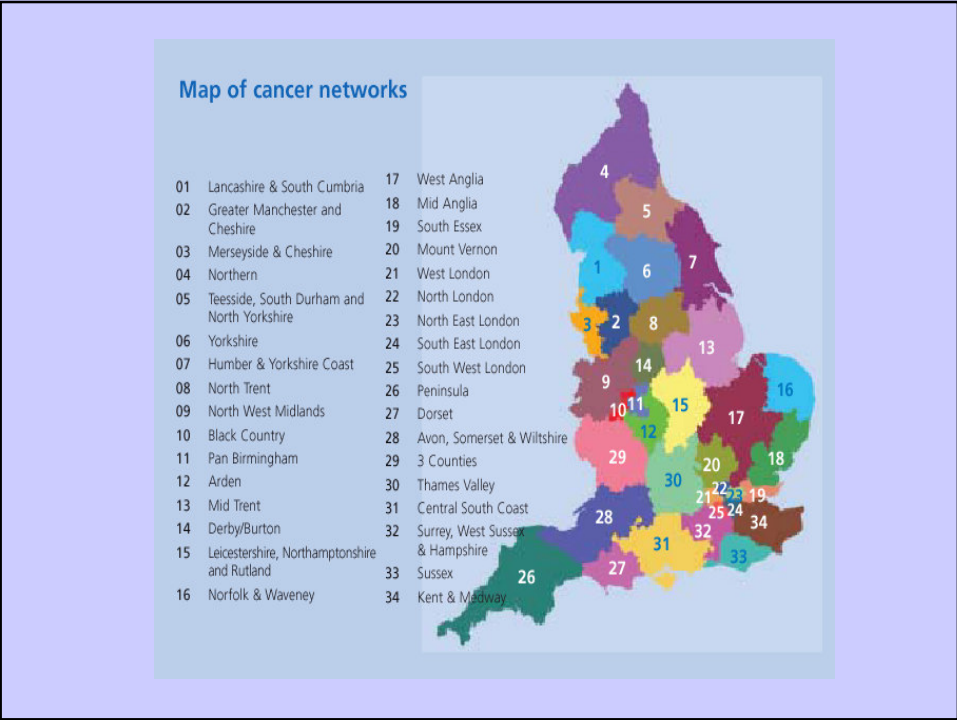 Map of cancer networks
01 Lancashire & South Cumbria
02 Greater Manchester and
Cheshire
03 Merseyside & Cheshire
04 Northern
05 Teesside, South Durham and
North Yorkshire
06 Yorkshire
07 Humber & Yorkshire Coast
08 North Trent
09 North West Midlands
10 Black Country
11 Pan Birmingham
12 Arden
13 Mid Trent
14 Derby/Burton
15 Leicestershire, Northamptonshire
and Rutland
16 Norfolk & Waveney
17 West Anglia
18 Mid Anglia
19 South Essex
20 Mount Vernon
21 West London
22 North London
23 North East London
24 South East London
25 South West London
26 Peninsula
27 Dorset
28 Avon, Somerset & Wiltshire
29 3 Counties
30 Thames Valley
31 Central South Coast
32 Surrey, West Sussex
& Hampshire
33 Sussex
34 Kent & Medway
4
5
7
1
6
3
2
8
13
14
9
16
11
15
10
17
12
29
18
20
30
22
23
19
21
25
24
28
34
32
31
33
27
26